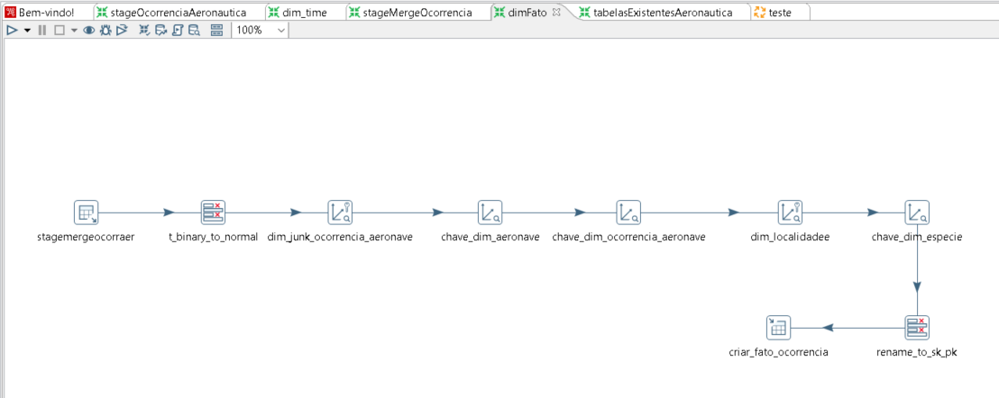 Bem-vindo! stageOcorrenciaAeronautica dim_time stageMergeOcorrencia dimFato tabelasExistentesAeronautica teste
100%
stagemergeocorraer t_binary_to_normal dim_junk_ocorrencia_aeronave chave_dim_aeronave chave_dim_ocorrencia_aeronave dim_localidadee chave_dim_especie
criar_fato_ocorrencia rename_to_sk_pk